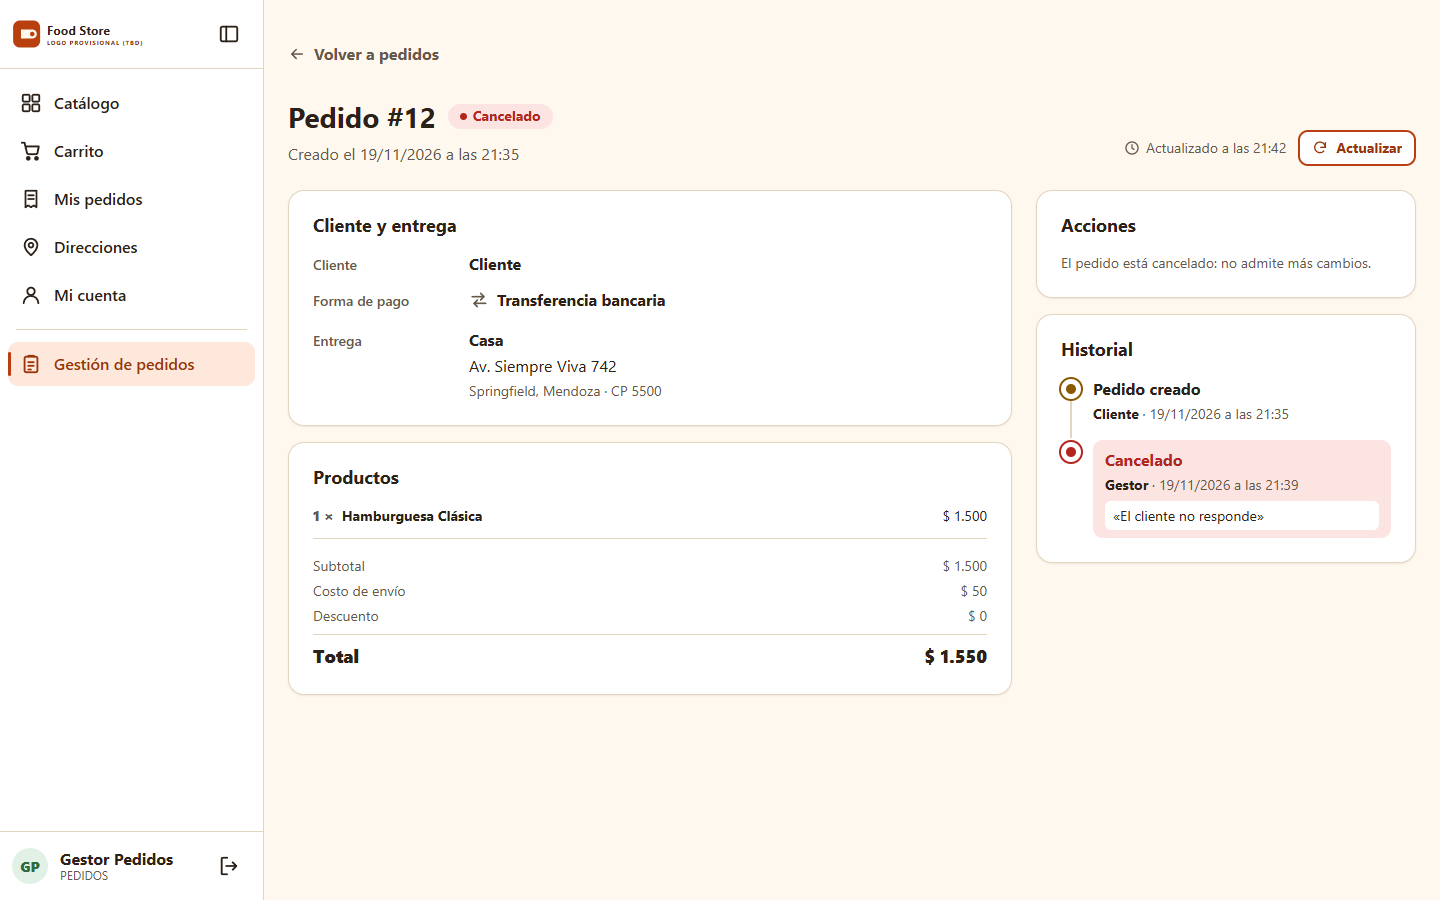 Food Store
LOGO PROVISIONAL (TBD)
Catálogo
Carrito
Mis pedidos
Direcciones
Mi cuenta
Gestión de pedidos
GP
Gestor Pedidos
PEDIDOS
Volver a pedidos
Pedido #12
Cancelado
Creado el 19/11/2026 a las 21:35
Actualizado a las 21:42
Actualizar
Cliente y entrega
Cliente
Cliente
Forma de pago
Transferencia bancaria
Entrega
Casa
Av. Siempre Viva 742
Springfield, Mendoza · CP 5500
Productos
1 × Hamburguesa Clásica
$ 1.500
Subtotal
$ 1.500
Costo de envío
$ 50
Descuento
$ 0
Total
$ 1.550
Acciones
El pedido está cancelado: no admite más cambios.
Historial
Pedido creado
Cliente · 19/11/2026 a las 21:35
Cancelado
Gestor · 19/11/2026 a las 21:39
«El cliente no responde»